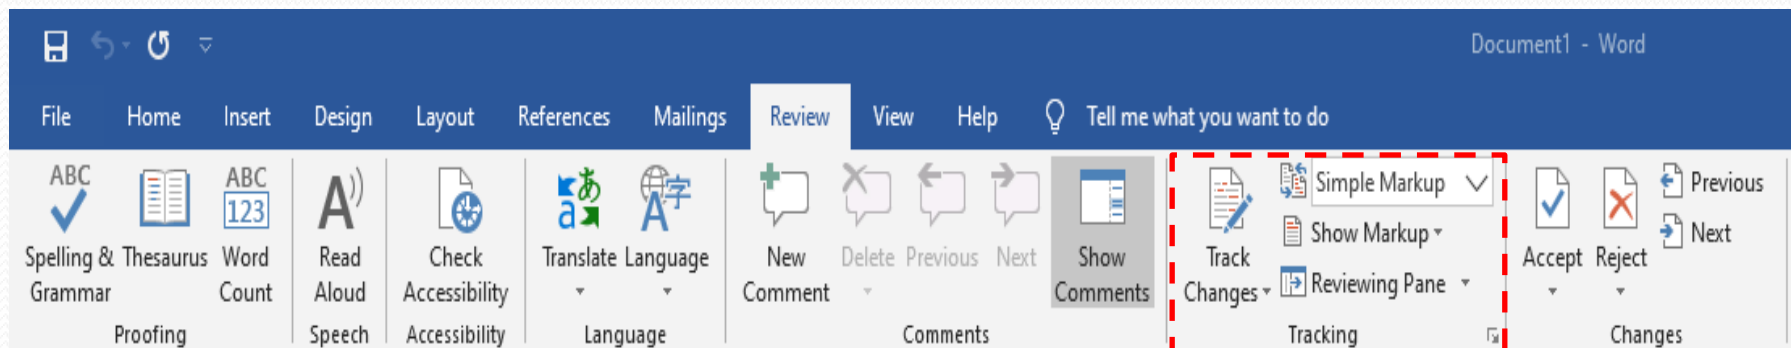 Document1 - Word
File Home Insert Design Layout References Mailings Review View Help Tell me what you want to do
ABC ABC A あ 字 Simple Markup Previous
123 a A Show Markup Next
Spelling & Thesaurus Word Read Check Translate Language New Delete Previous Next Show Track Reviewing Pane Accept Reject
Grammar Count Aloud Accessibility Comment Comments Changes
Proofing Speech Accessibility Language Comments Tracking Changes